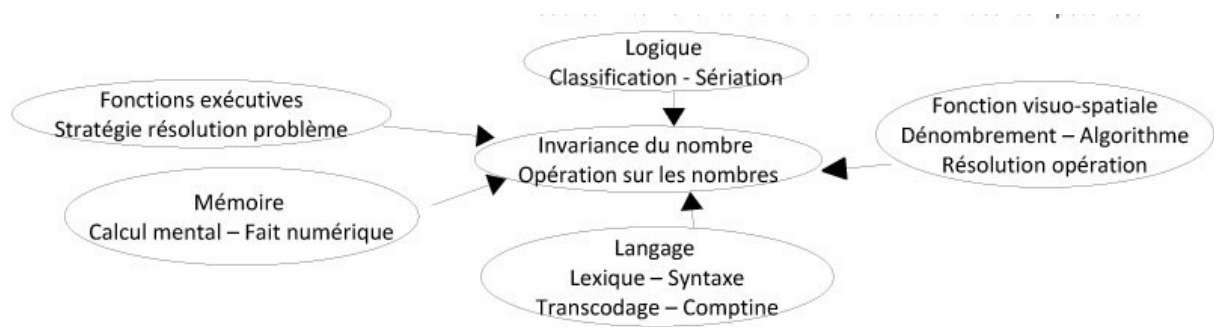 Logique
Classification - Sériation
Fonctions exécutives
Stratégie résolution problème
Fonction visuo-spatiale
Dénombrement – Algorithme
Résolution opération
Invariance du nombre
Opération sur les nombres
Mémoire
Calcul mental – Fait numérique
Langage
Lexique – Syntaxe
Transcodage – Comptine